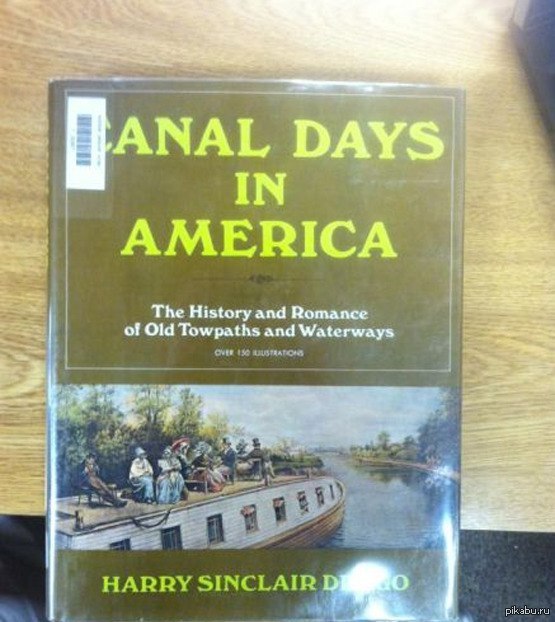 CANAL DAYS
IN
AMERICA
The History and Romance
of Old Towpaths and Waterways
OVER 150 ILLUSTRATIONS
HARRY SINCLAIR
pikabu.ru